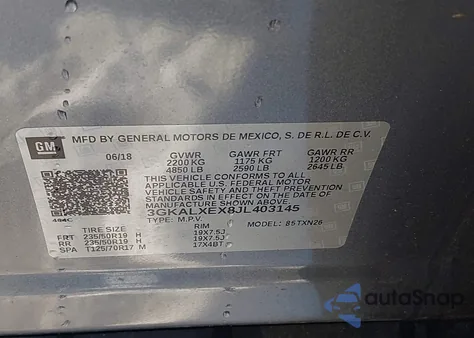 GM
MFD BY GENERAL MOTORS DE MEXICO, S. DE R.L. DE C.V.
06/18 GVWR GAWR FRT GAWR RR
2200 KG 1175 KG 1200 KG
4850 LB 2590 LB 2645 LB
THIS VEHICLE CONFORMS TO ALL
APPLICABLE U.S. FEDERAL MOTOR
VEHICLE SAFETY AND THEFT PREVENTION
STANDARDS IN EFFECT ON THE DATE OF
MANUFACTURE SHOWN ABOVE.
3GKALXEX8JL403145
TYPE: M.P.V. MODEL: 85TXN26
TIRE SIZE RIM
FRT 235/50R19 H 19X7.5J
RR 235/50R19 H 19X7.5J
SPA T125/70R17 M 17X4BT
autoSnap